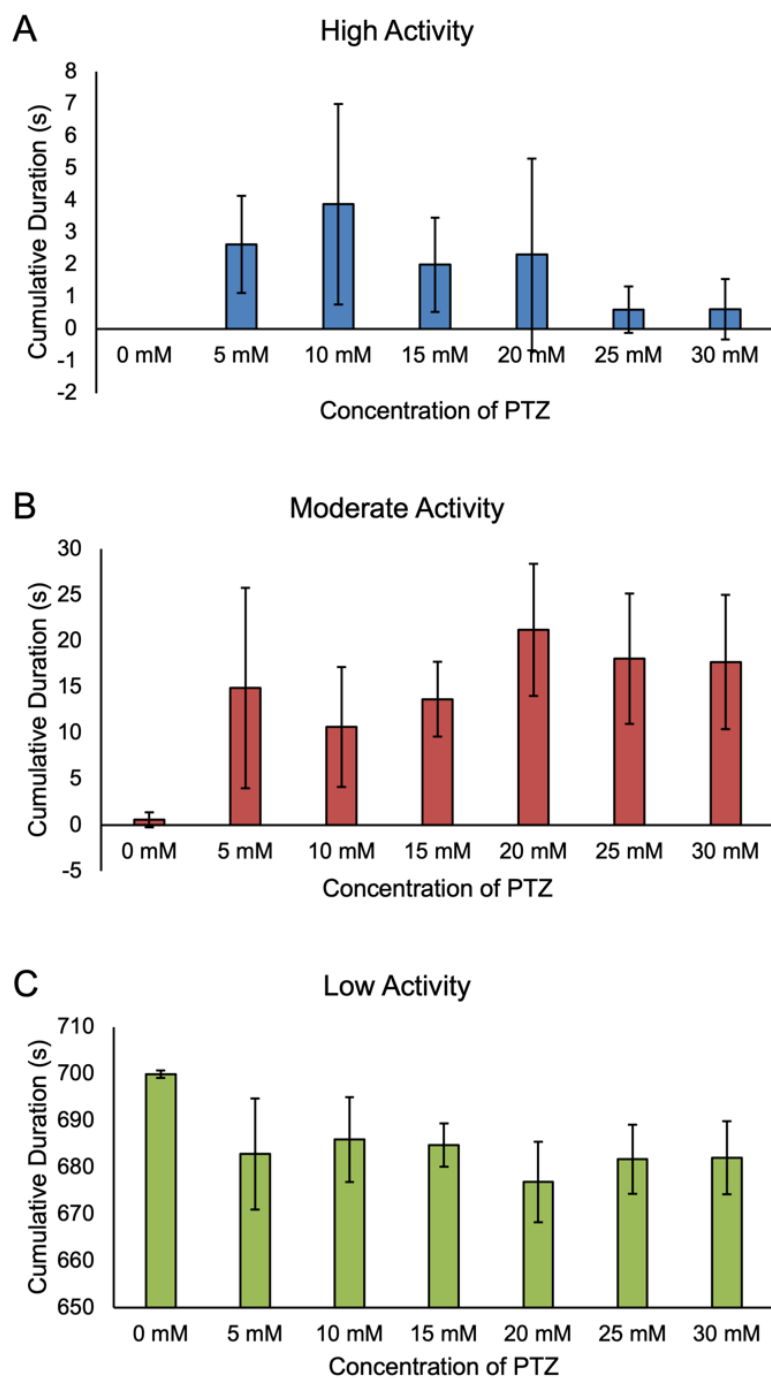 A
High Activity
Cumulative Duration (s)
8
7
6
5
4
3
2
1
0
-1
-2
0 mM 5 mM 10 mM 15 mM 20 mM 25 mM 30 mM
Concentration of PTZ
B
Moderate Activity
Cumulative Duration (s)
30
25
20
15
10
5
0
-5
0 mM 5 mM 10 mM 15 mM 20 mM 25 mM 30 mM
Concentration of PTZ
C
Low Activity
Cumulative Duration (s)
710
700
690
680
670
660
650
0 mM 5 mM 10 mM 15 mM 20 mM 25 mM 30 mM
Concentration of PTZ